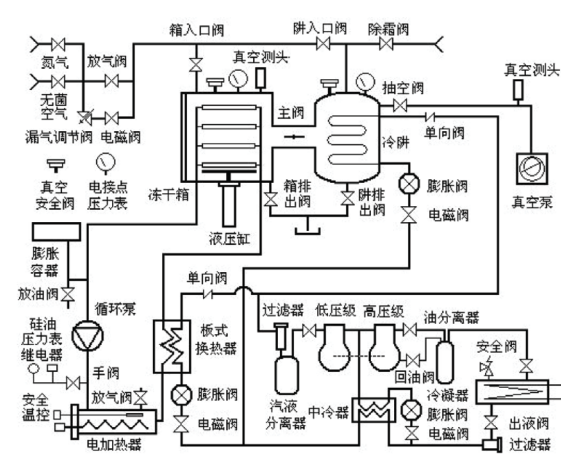 箱入口阀
阱入口阀
除霜阀
氮气
放气阀
真空测头
抽空阀
真空测头
无菌
空气
主阀
单向阀
漏气调节阀
电磁阀
冷阱
真空
安全阀
电接点
压力表
冻干箱
箱排
出阀
阱排
出阀
膨胀阀
电磁阀
真空泵
液压缸
膨胀
容器
放油阀
单向阀
循环泵
过滤器
低压级
高压级
油分离器
硅油
压力表
继电器
板式
换热器
安全阀
手阀
放气阀
膨胀阀
回油阀
安全
温控
汽液
分离器
中冷器
冷凝器
膨胀阀
电磁阀
出液阀
电磁阀
电加热器
过滤器